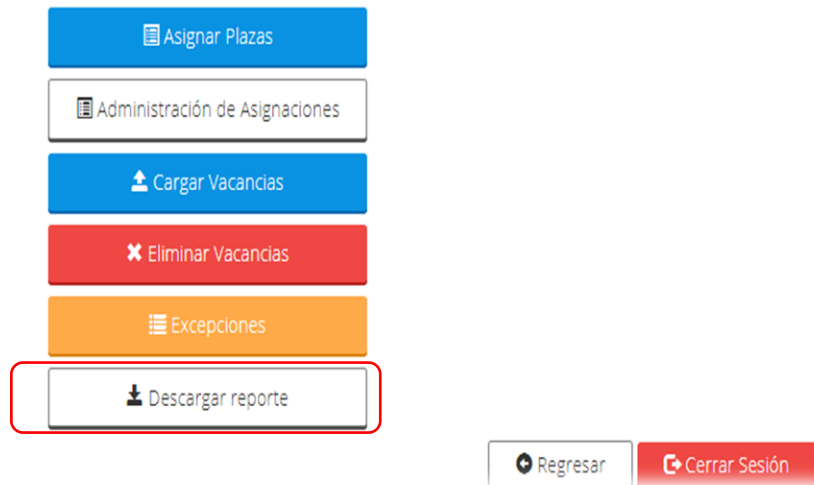 Asignar Plazas
Administración de Asignaciones
Cargar Vacancias
Eliminar Vacancias
Excepciones
Descargar reporte
Regresar
Cerrar Sesión